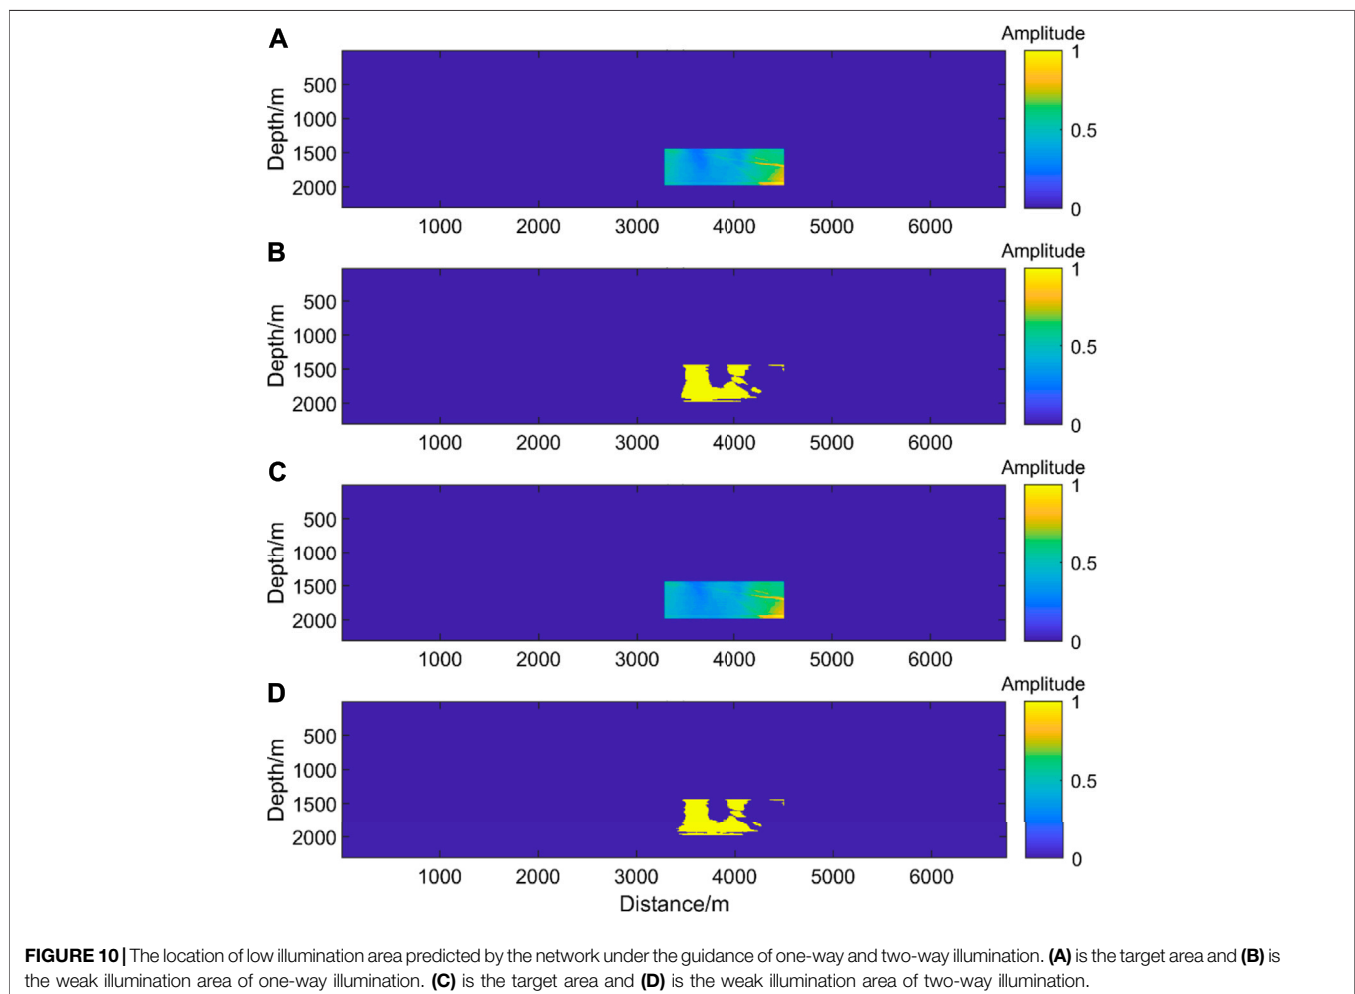 A
Amplitude
1
0.5
0
Depth/m
500
1000
1500
2000
1000 2000 3000 4000 5000 6000
B
Amplitude
1
0.5
0
Depth/m
500
1000
1500
2000
1000 2000 3000 4000 5000 6000
C
Amplitude
1
0.5
0
Depth/m
500
1000
1500
2000
1000 2000 3000 4000 5000 6000
D
Amplitude
1
0.5
0
Depth/m
500
1000
1500
2000
1000 2000 3000 4000 5000 6000
Distance/m
FIGURE 10 | The location of low illumination area predicted by the network under the guidance of one-way and two-way illumination. (A) is the target area and (B) is
the weak illumination area of one-way illumination. (C) is the target area and (D) is the weak illumination area of two-way illumination.